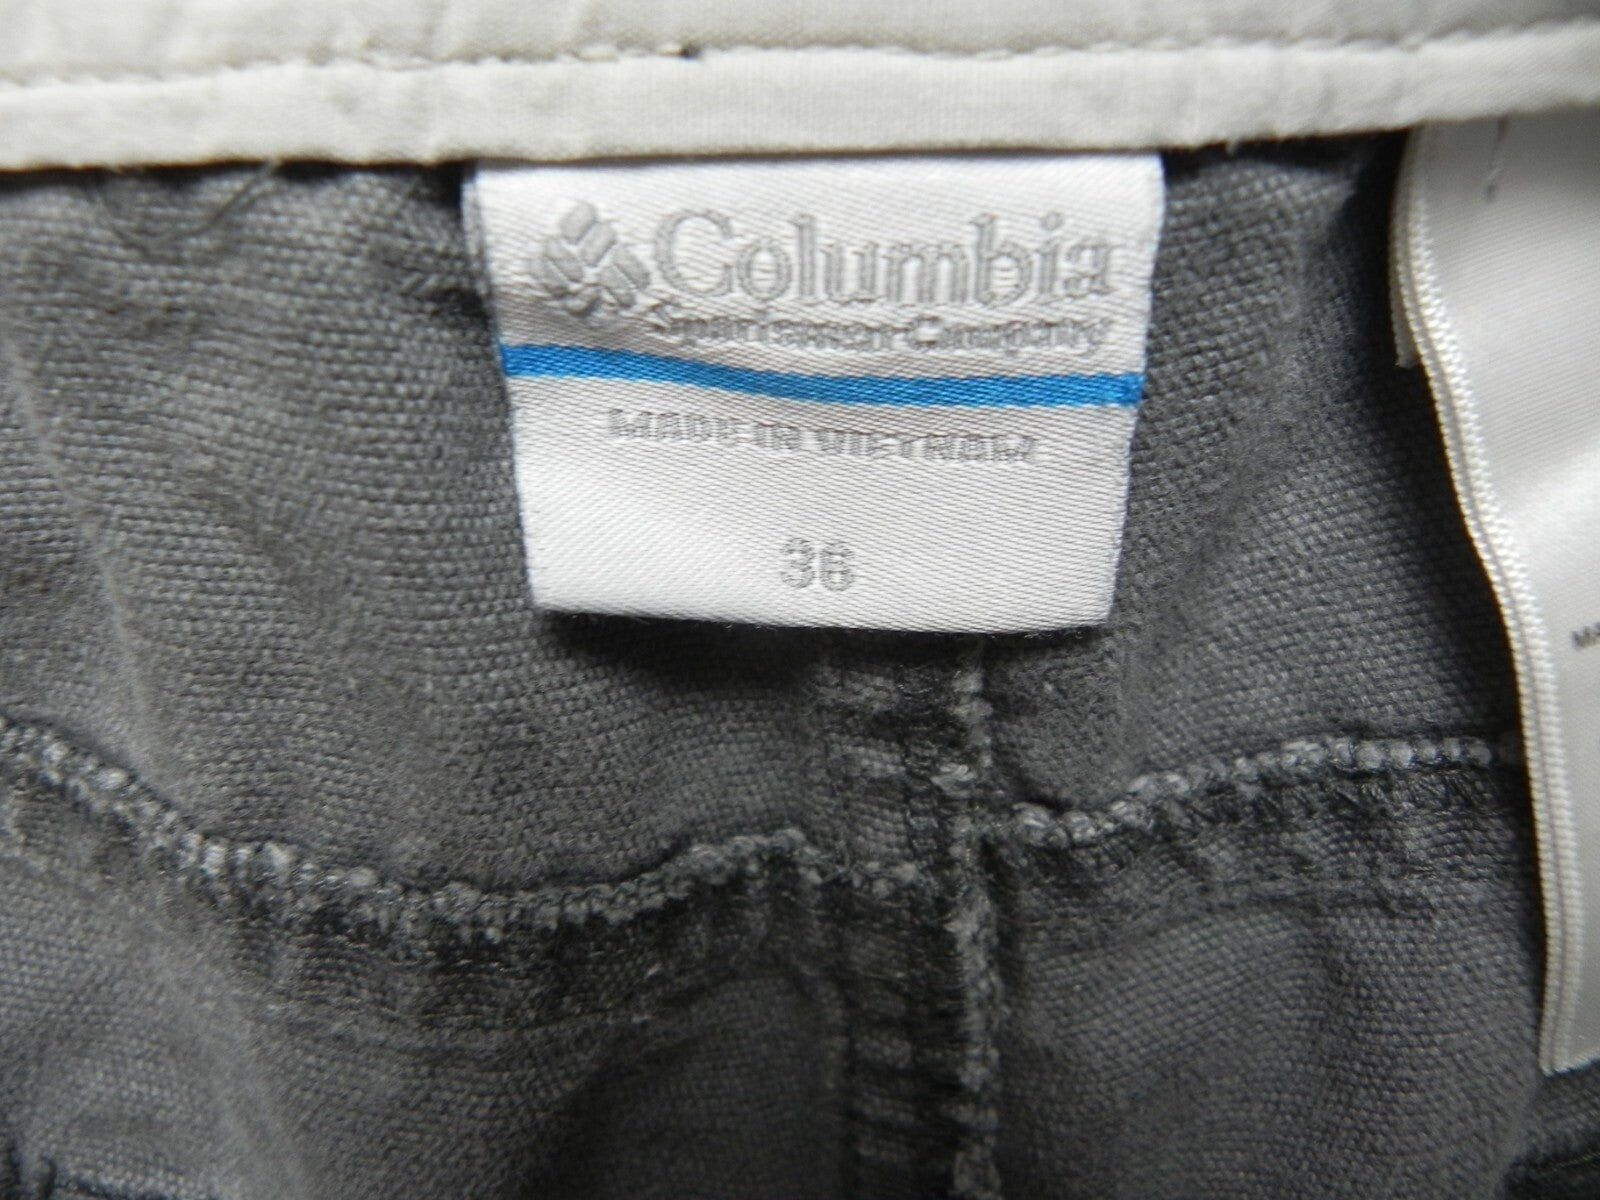 Columbia
Sportswear Company
MADE IN VIETNAM
36